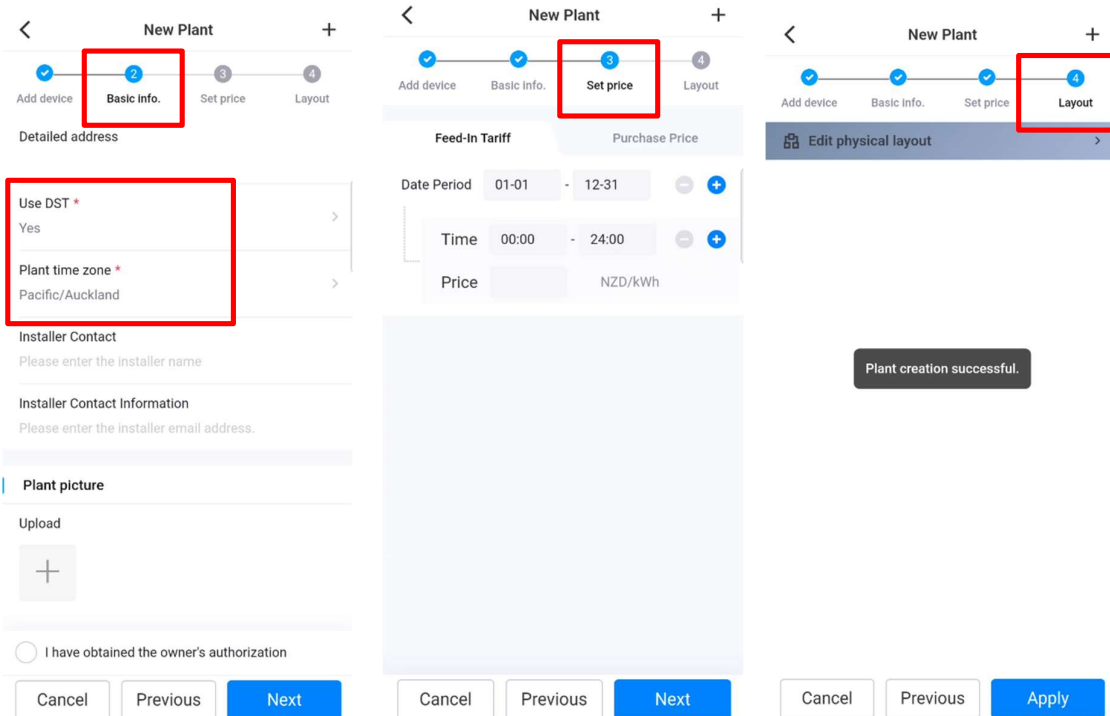 New Plant +
2 3 4
Add device Basic info. Set price Layout
Detailed address
Use DST *
Yes
Plant time zone *
Pacific/Auckland
Installer Contact
Please enter the installer name
Installer Contact Information
Please enter the installer email address.
Plant picture
Upload
+
I have obtained the owner's authorization
Cancel Previous Next
New Plant +
3 4
Add device Basic info. Set price Layout
Feed-In Tariff Purchase Price
Date Period 01-01 - 12-31
Time 00:00 - 24:00
Price NZD/kWh
Cancel Previous Next
New Plant +
4
Add device Basic info. Set price Layout
Edit physical layout
Plant creation successful.
Cancel Previous Apply